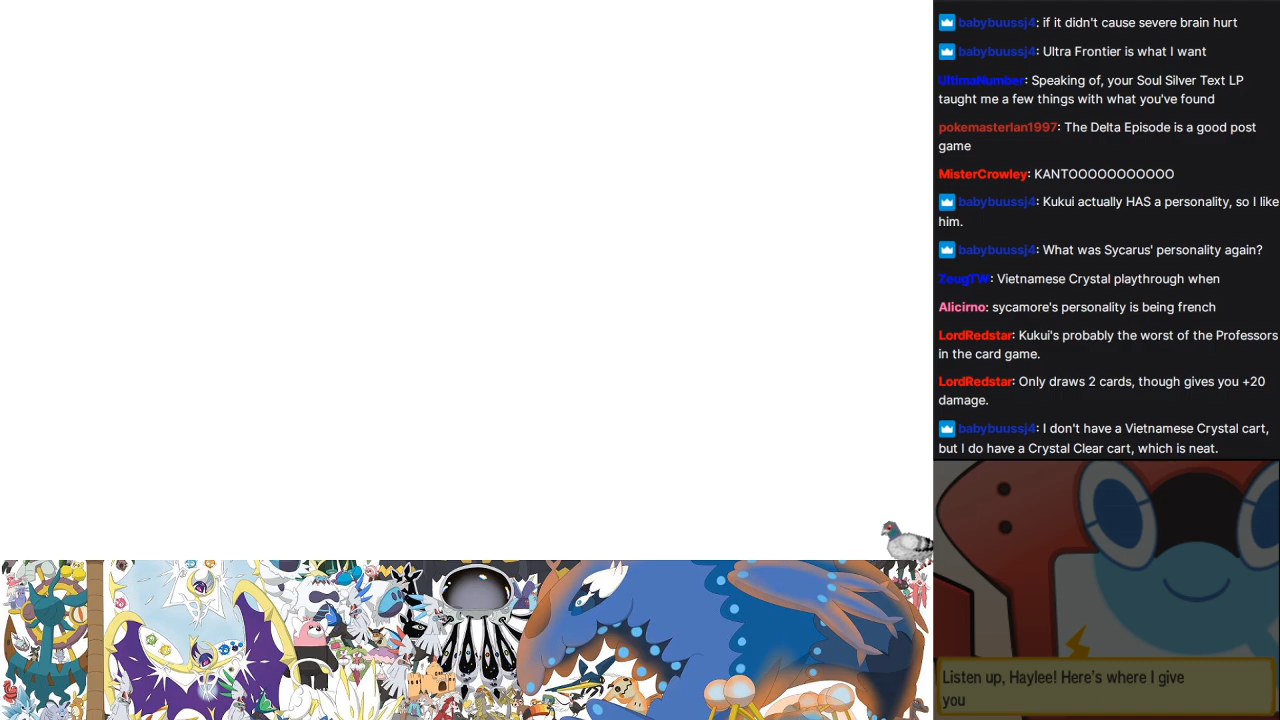 babybuussj4: if it didn't cause severe brain hurt
babybuussj4: Ultra Frontier is what I want
UltimaNumber: Speaking of, your Soul Silver Text LP
taught me a few things with what you've found
pokemasterIan1997: The Delta Episode is a good post
game
MisterCrowley: KANTOOOOOOOOOOO
babybuussj4: Kukui actually HAS a personality, so I like
him.
babybuussj4: What was Sycarus' personality again?
ZeugTW: Vietnamese Crystal playthrough when
Alicirno: sycamore's personality is being french
LordRedstar: Kukui's probably the worst of the Professors
in the card game.
LordRedstar: Only draws 2 cards, though gives you +20
damage.
babybuussj4: I don't have a Vietnamese Crystal cart,
but I do have a Crystal Clear cart, which is neat.
Listen up, Haylee! Here's where I give
you